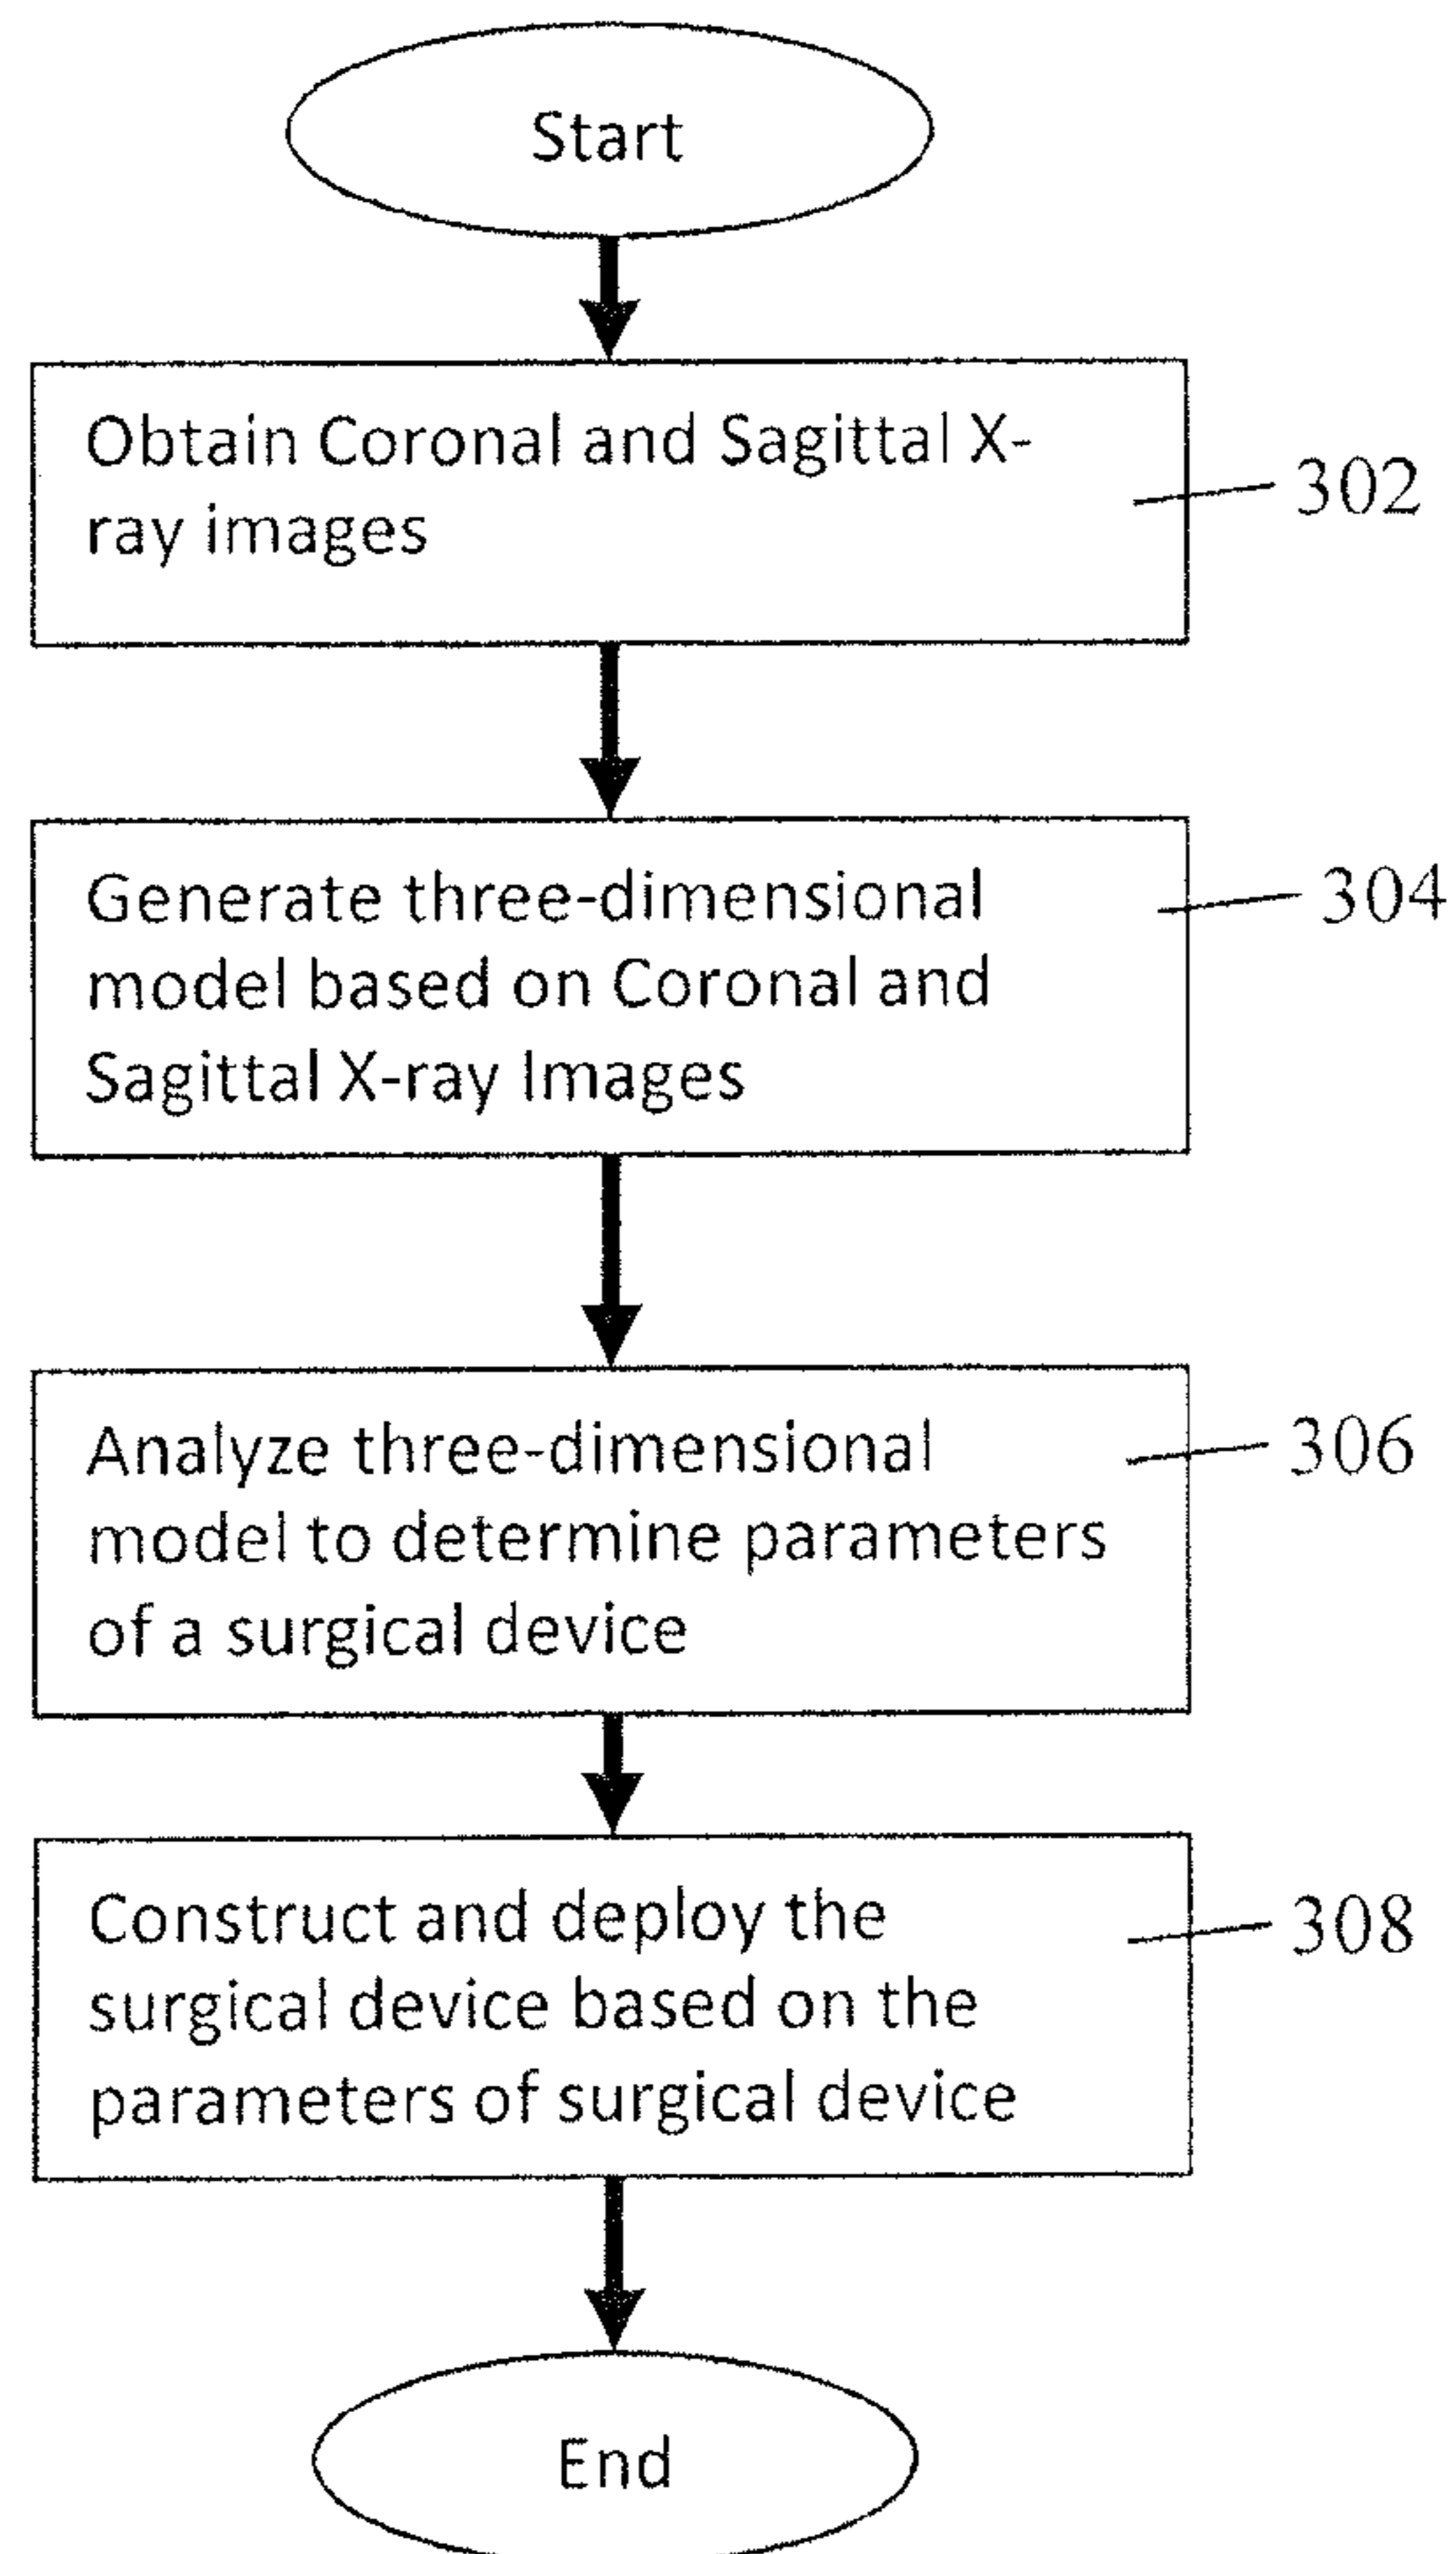 Start
Obtain Coronal and Sagittal X-
ray images
302
Generate three-dimensional
model based on Coronal and
Sagittal X-ray Images
304
Analyze three-dimensional
model to determine parameters
of a surgical device
306
Construct and deploy the
surgical device based on the
parameters of surgical device
308
End